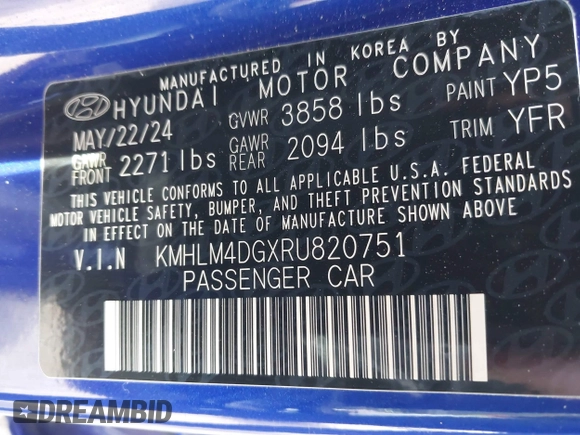 MANUFACTURED IN KOREA BY
HYUNDAI MOTOR COMPANY
MAY/22/24 GVWR 3858 lbs PAINT YP5
GAWR FRONT 2271 lbs GAWR REAR 2094 lbs TRIM YFR
THIS VEHICLE CONFORMS TO ALL APPLICABLE U.S.A. FEDERAL
MOTOR VEHICLE SAFETY, BUMPER, AND THEFT PREVENTION STANDARDS
IN EFFECT ON THE DATE OF MANUFACTURE SHOWN ABOVE
V.I.N KMHLM4DGXRU820751
PASSENGER CAR
DREAMBID